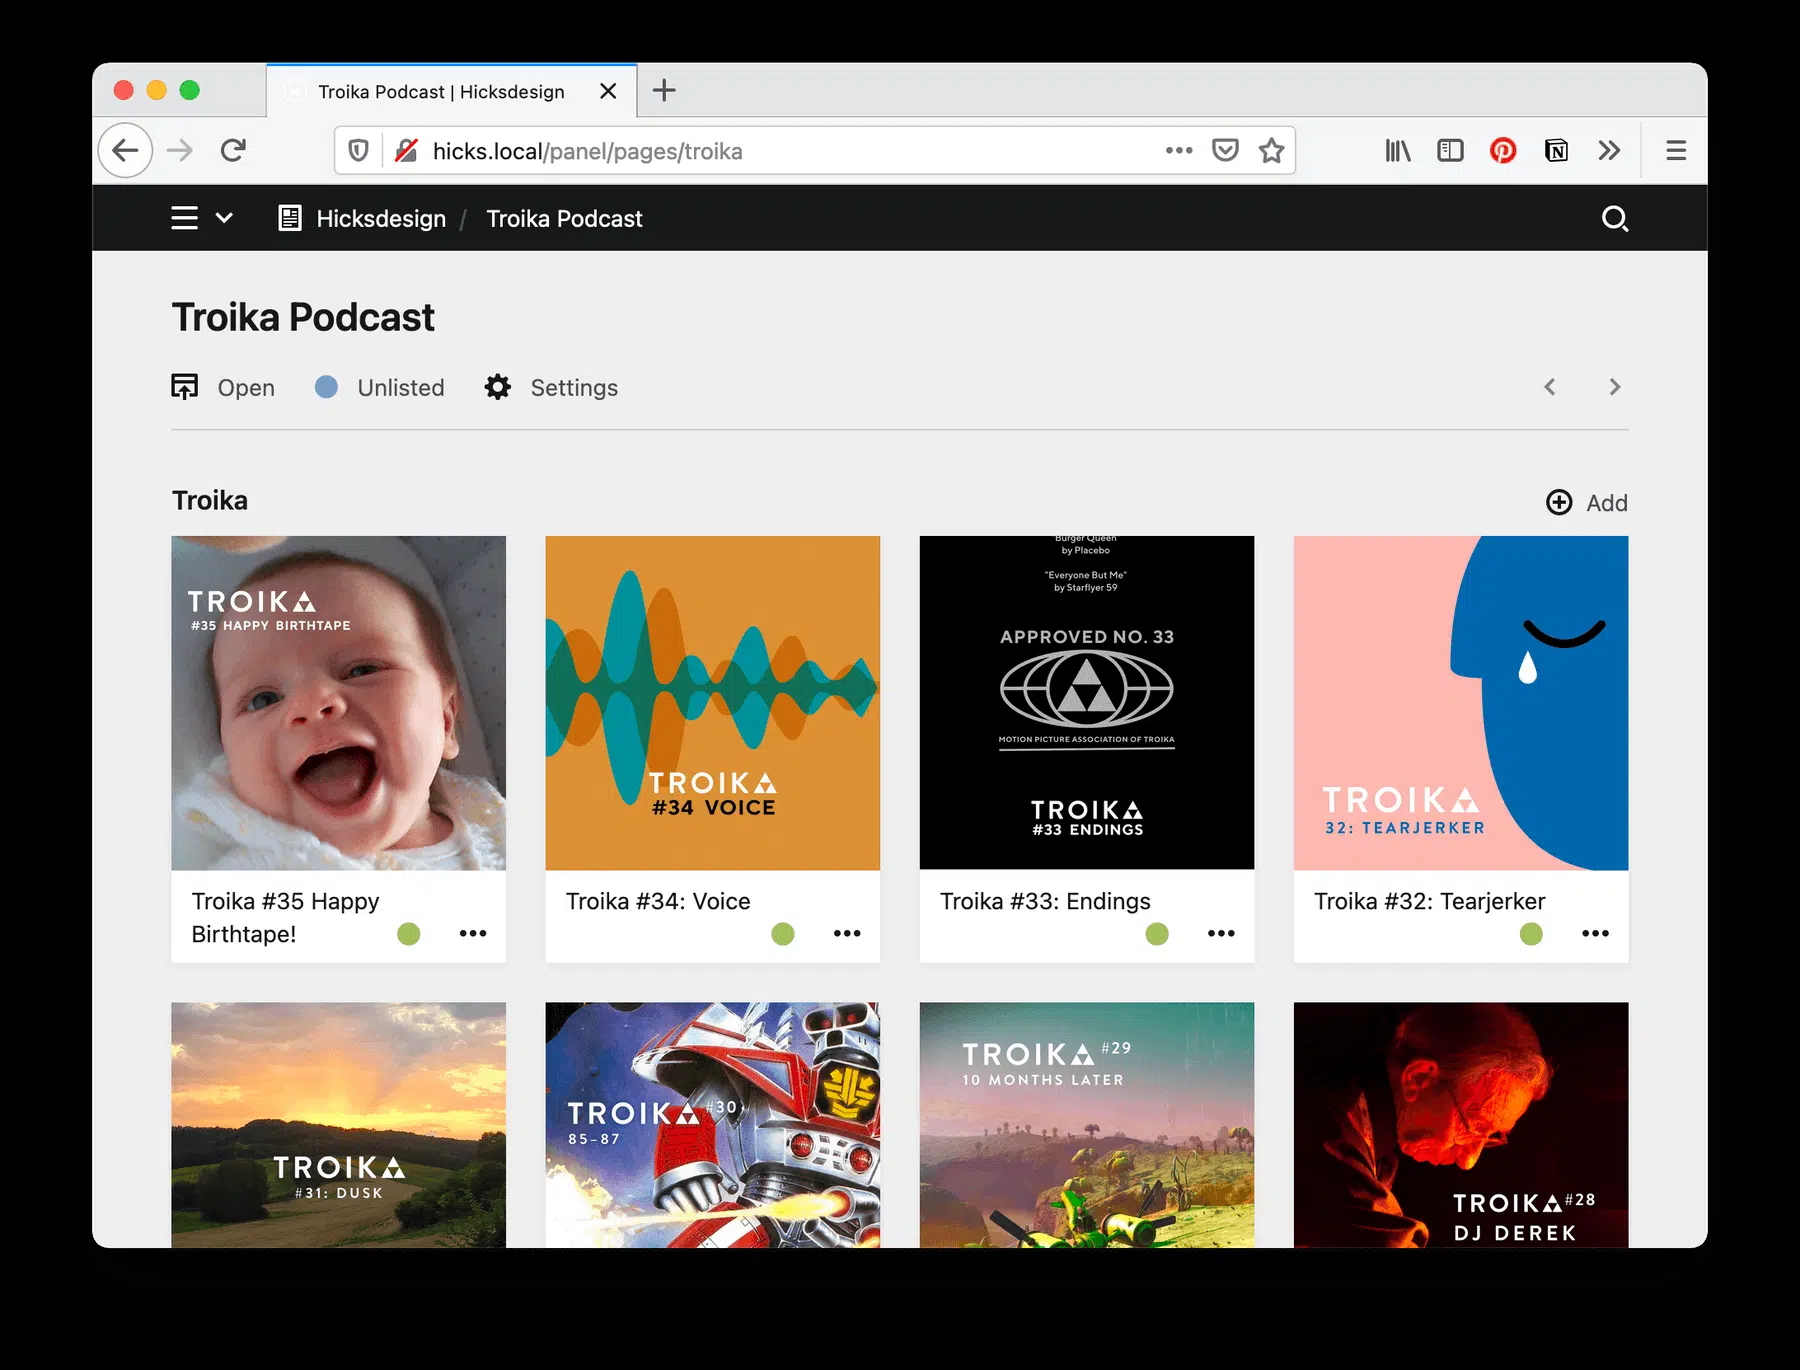 Troika Podcast | Hicksdesign
hicks.local/panel/pages/troika
Hicksdesign / Troika Podcast
Troika Podcast
Open Unlisted Settings
Troika
Add
TROIKA
#35 HAPPY BIRTHTAPE
Troika #35 Happy
Birthtape!
TROIKA
#34 VOICE
Troika #34: Voice
Burger Queen
by Placebo
"Everyone But Me"
by Starflyer 59
APPROVED NO. 33
MOTION PICTURE ASSOCIATION OF TROIKA
TROIKA
#33 ENDINGS
Troika #33: Endings
TROIKA
32: TEARJERKER
Troika #32: Tearjerker
TROIKA
#31: DUSK
TROIKA #30
85–87
TROIKA #29
10 MONTHS LATER
TROIKA #28
DJ DEREK